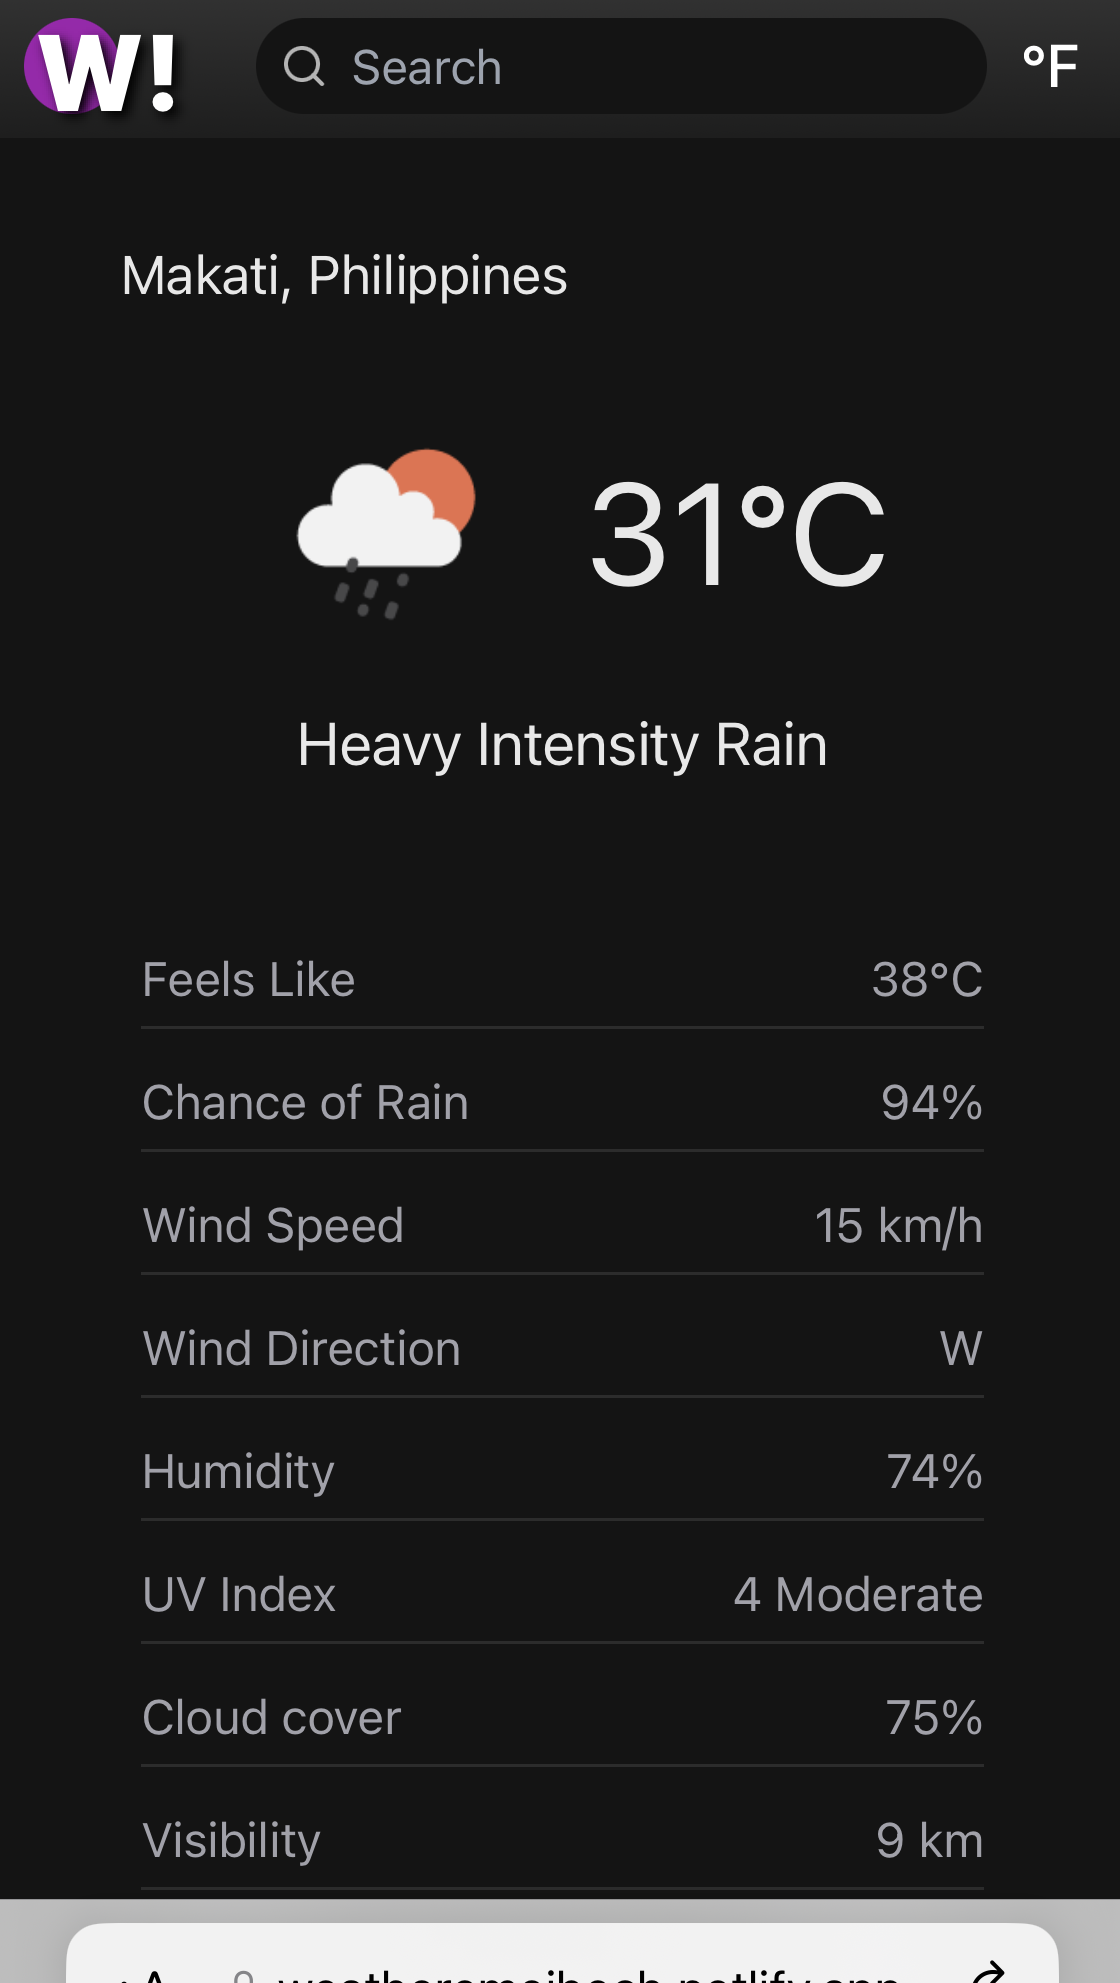 W!
Search
°F
Makati, Philippines
31°C
Heavy Intensity Rain
Feels Like 38°C
Chance of Rain 94%
Wind Speed 15 km/h
Wind Direction W
Humidity 74%
UV Index 4 Moderate
Cloud cover 75%
Visibility 9 km